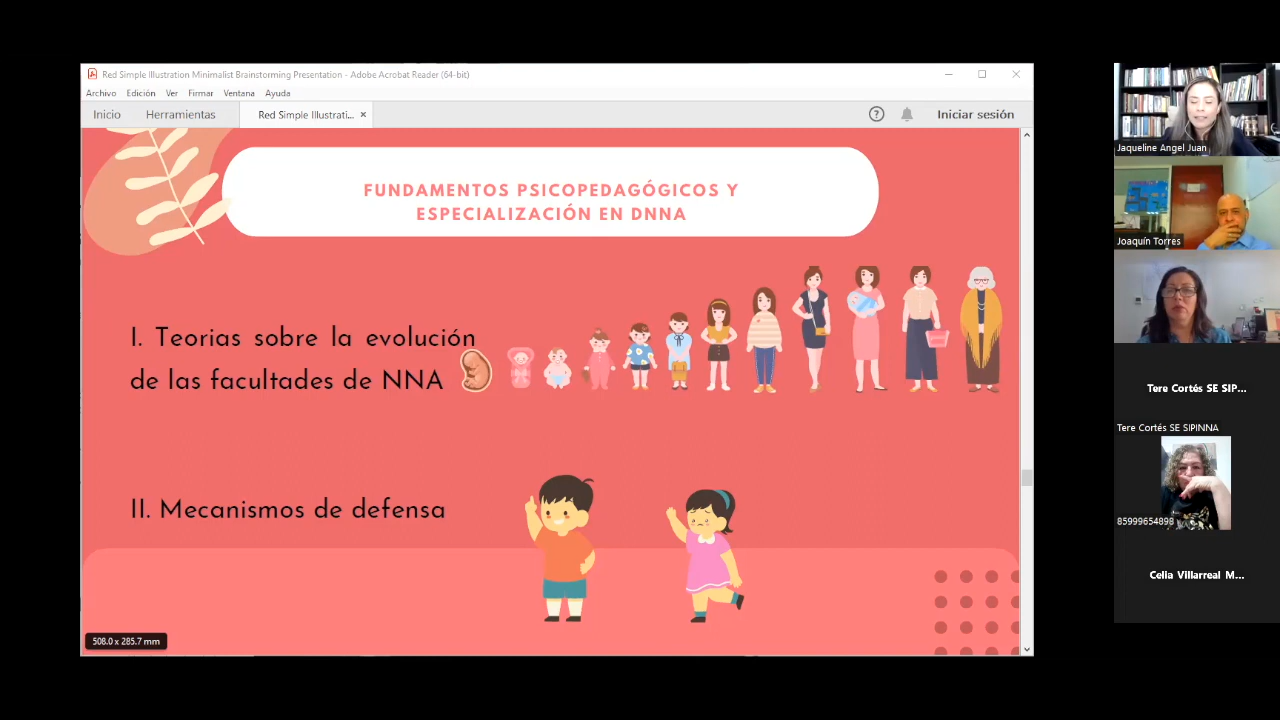 Red Simple Illustration Minimalist Brainstorming Presentation - Adobe Acrobat Reader (64-bit)
Archivo Edición Ver Firmar Ventana Ayuda
Inicio Herramientas Red Simple Illustrati... × Iniciar sesión
FUNDAMENTOS PSICOPEDAGÓGICOS Y
ESPECIALIZACIÓN EN DNNA
I. Teorias sobre la evolución
de las facultades de NNA
II. Mecanismos de defensa
508.0 x 285.7 mm
Jaqueline Angel Juan
Joaquín Torres
Tere Cortés SE SIP...
Tere Cortés SE SIPINNA
85999654898
Celia Villarreal M...